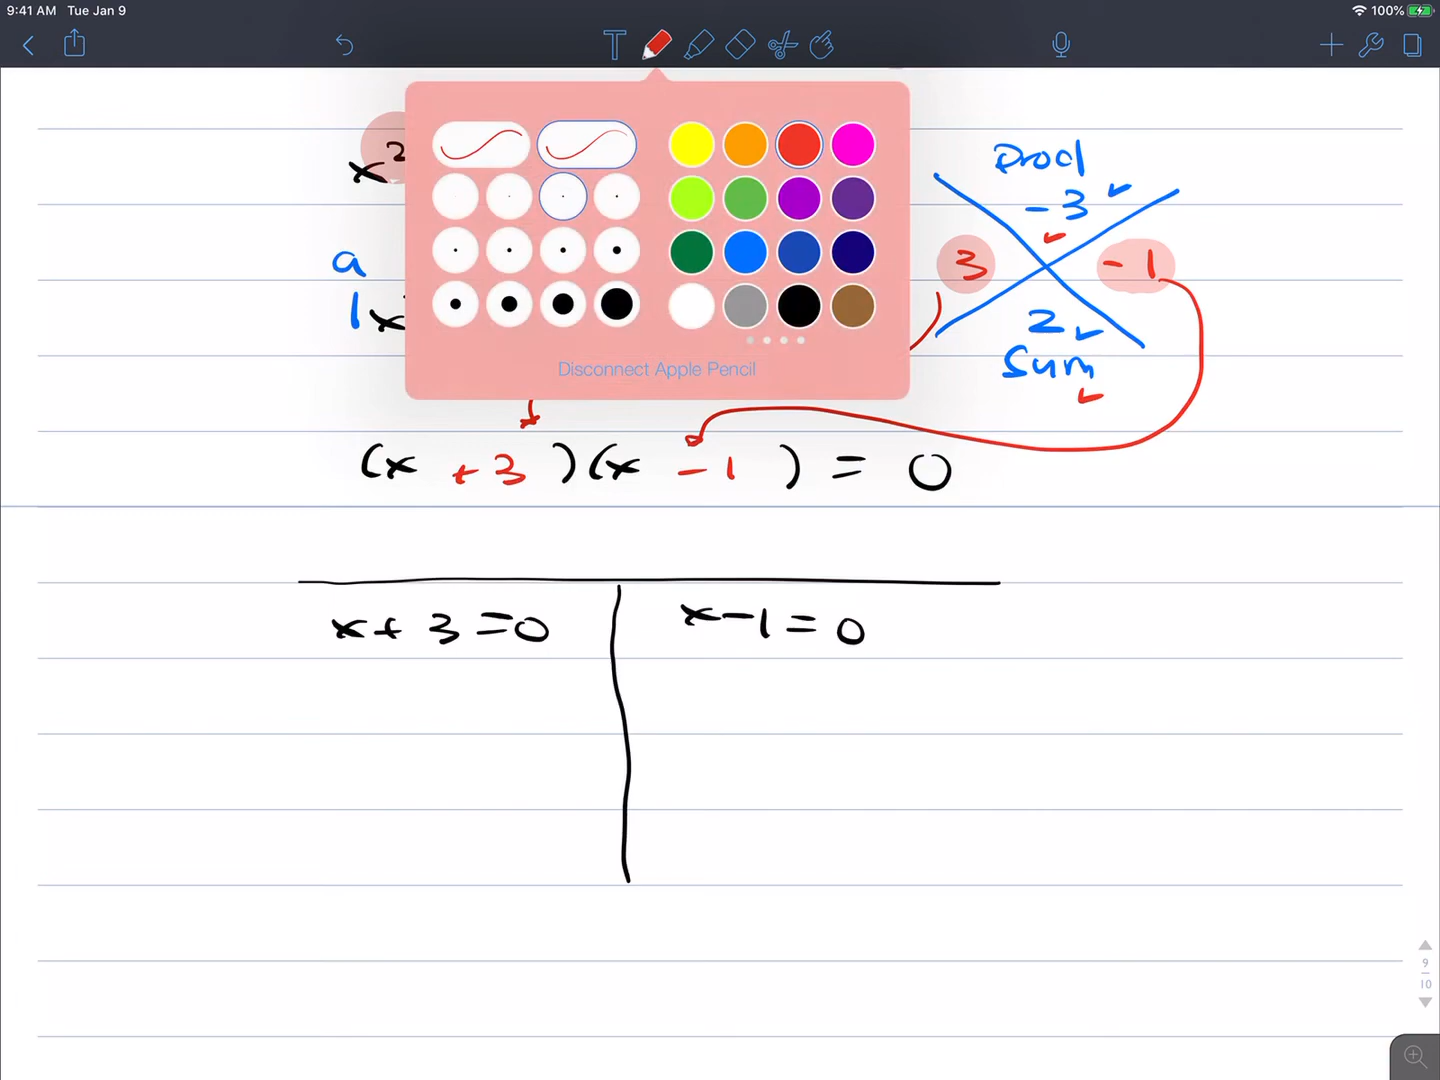 9:41 AM Tue Jan 9
100%
T
x²
Prod
-3
a
3
-1
1x
2
Sum
Disconnect Apple Pencil
(x +3)(x -1) = 0
x+3=0
x-1=0
9
10